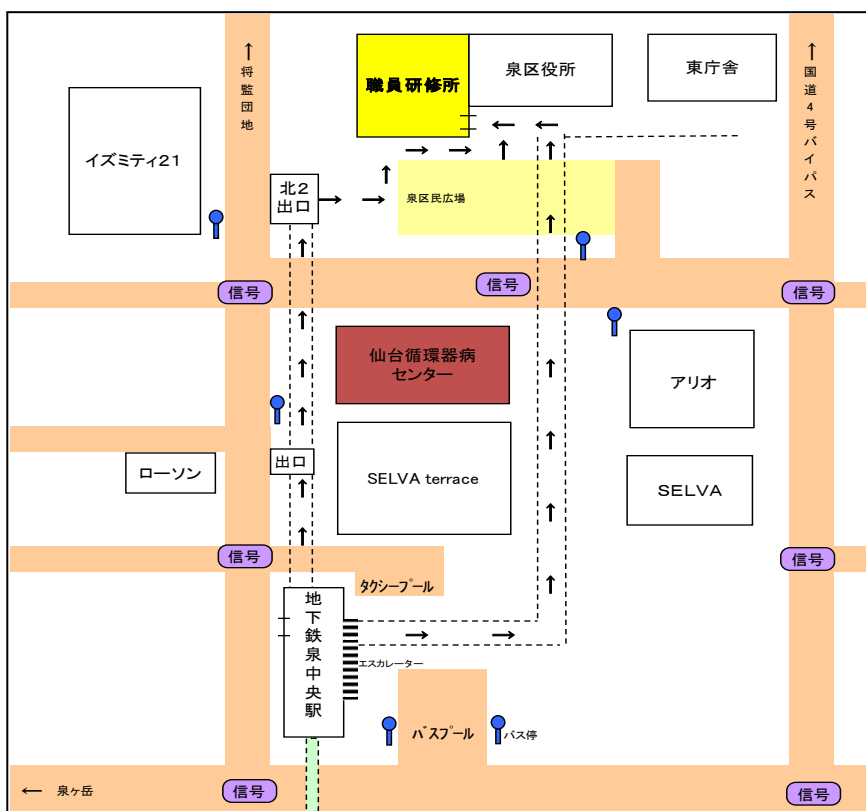 ↑将監団地
職員研修所
泉区役所
東庁舎
↑国道4号バイパス
イズミティ21
北2
出口
泉区民広場
信号
信号
信号
仙台循環器病
センター
アリオ
ローソン
出口
SELVA terrace
SELVA
信号
信号
タクシープール
地下鉄泉中央駅
エスカレーター
バスプール
バス停
← 泉ヶ岳
信号
信号